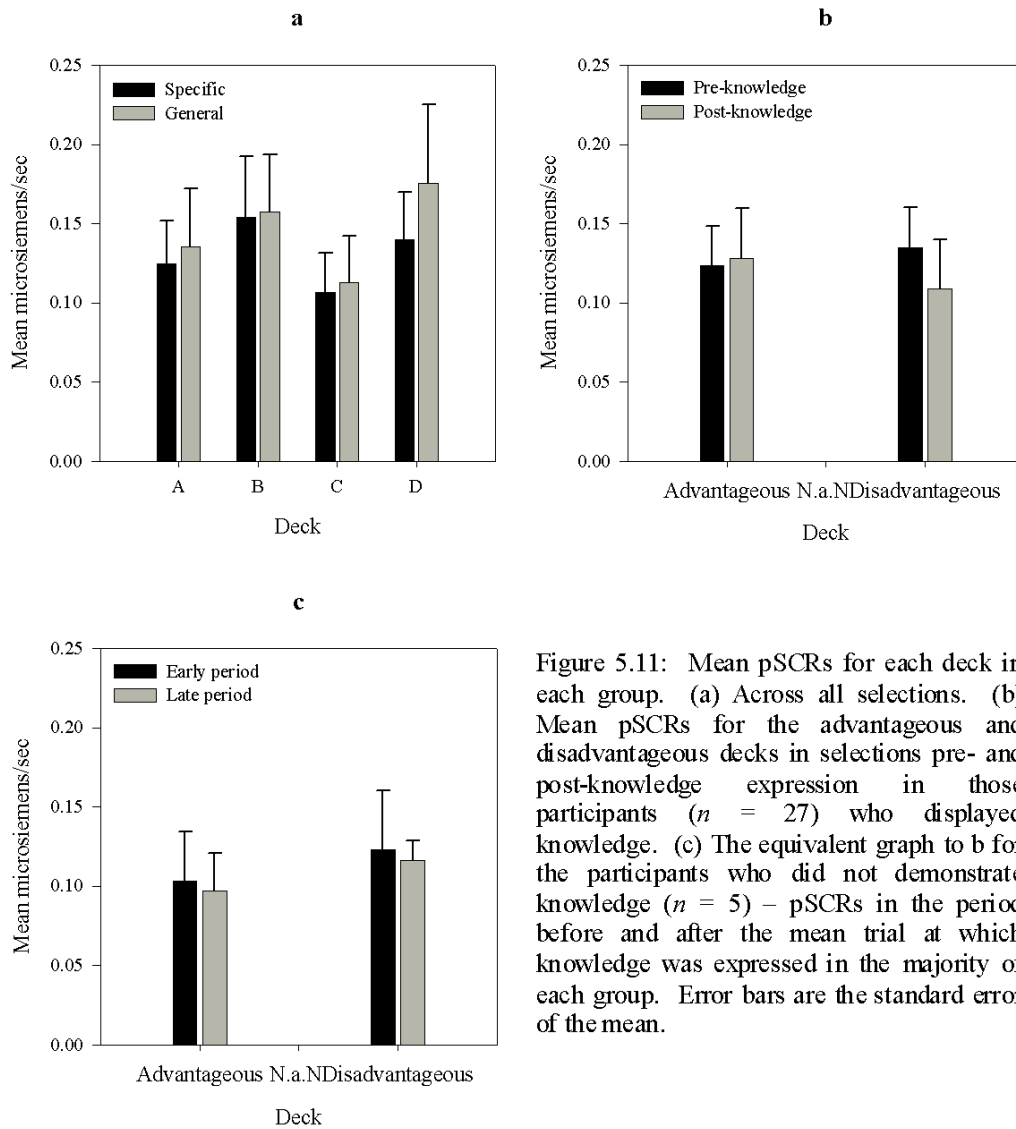 a
0.25
0.20
0.15
0.10
0.05
0.00
Mean microsiemens/sec
Specific
General
A B C D
Deck
b
0.25
0.20
0.15
0.10
0.05
0.00
Mean microsiemens/sec
Pre-knowledge
Post-knowledge
Advantageous N.a.NDisadvantageous
Deck
c
0.25
0.20
0.15
0.10
0.05
0.00
Mean microsiemens/sec
Early period
Late period
Advantageous N.a.NDisadvantageous
Deck
Figure 5.11: Mean pSCRs for each deck in
each group. (a) Across all selections. (b)
Mean pSCRs for the advantageous and
disadvantageous decks in selections pre- and
post-knowledge expression in those
participants (n = 27) who displayed
knowledge. (c) The equivalent graph to b for
the participants who did not demonstrate
knowledge (n = 5) – pSCRs in the period
before and after the mean trial at which
knowledge was expressed in the majority of
each group. Error bars are the standard error
of the mean.